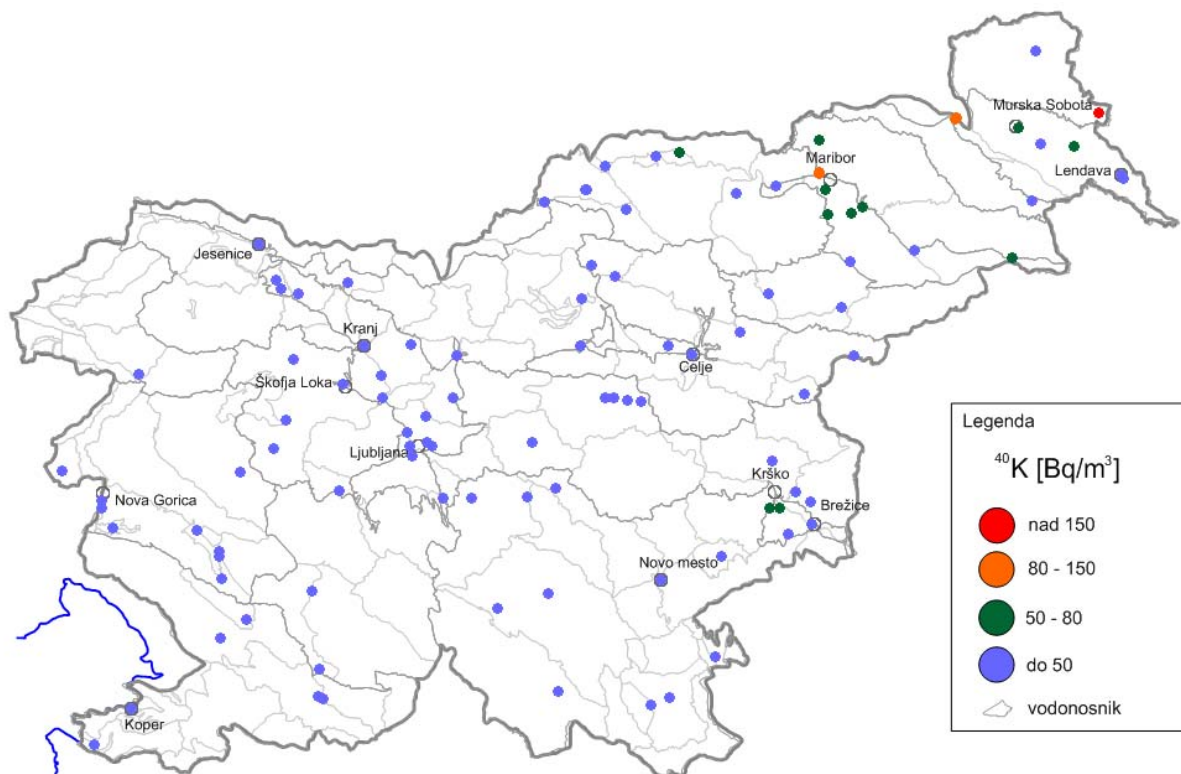 Murska Sobota
Maribor
Lendava
Jesenice
Kranj
Celje
Škofja Loka
Ljubljana
Krško
Nova Gorica
Brežice
Novo mesto
Koper
Legenda
⁴⁰K [Bq/m³]
nad 150
80 - 150
50 - 80
do 50
vodonosnik